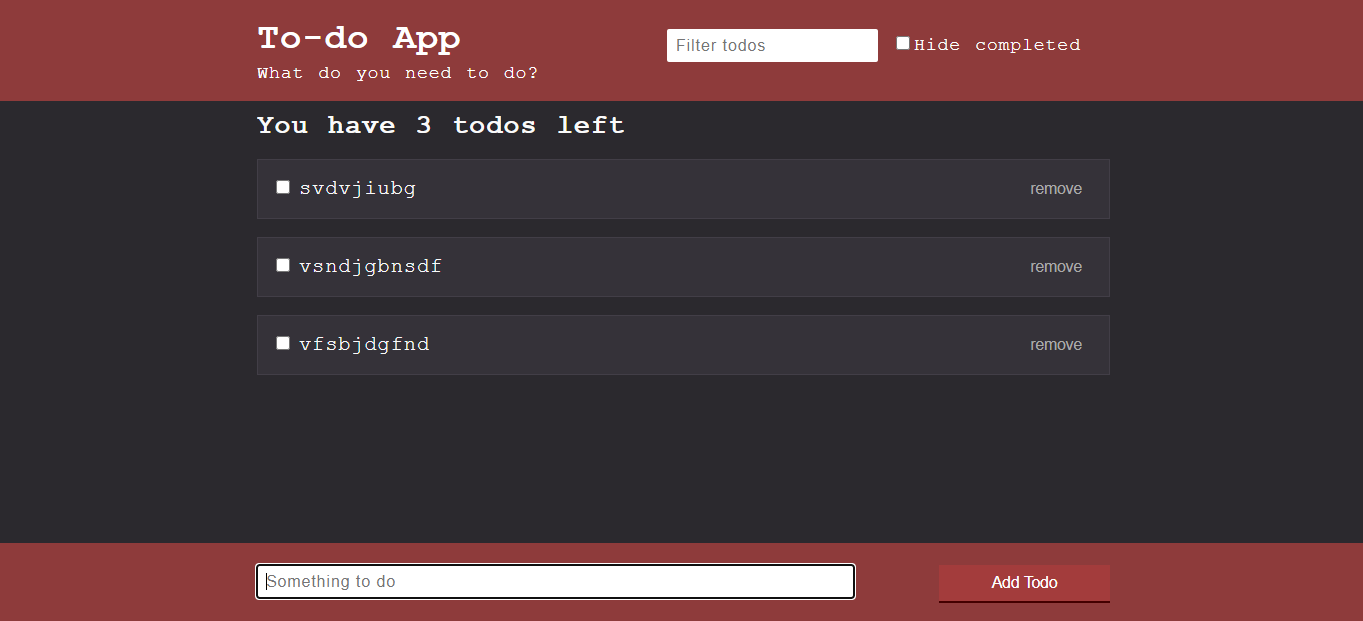 To-do App
What do you need to do?
Filter todos
Hide completed
You have 3 todos left
svdvjiubg remove
vsndjgbnsdf remove
vfsbjdgfnd remove
Something to do
Add Todo